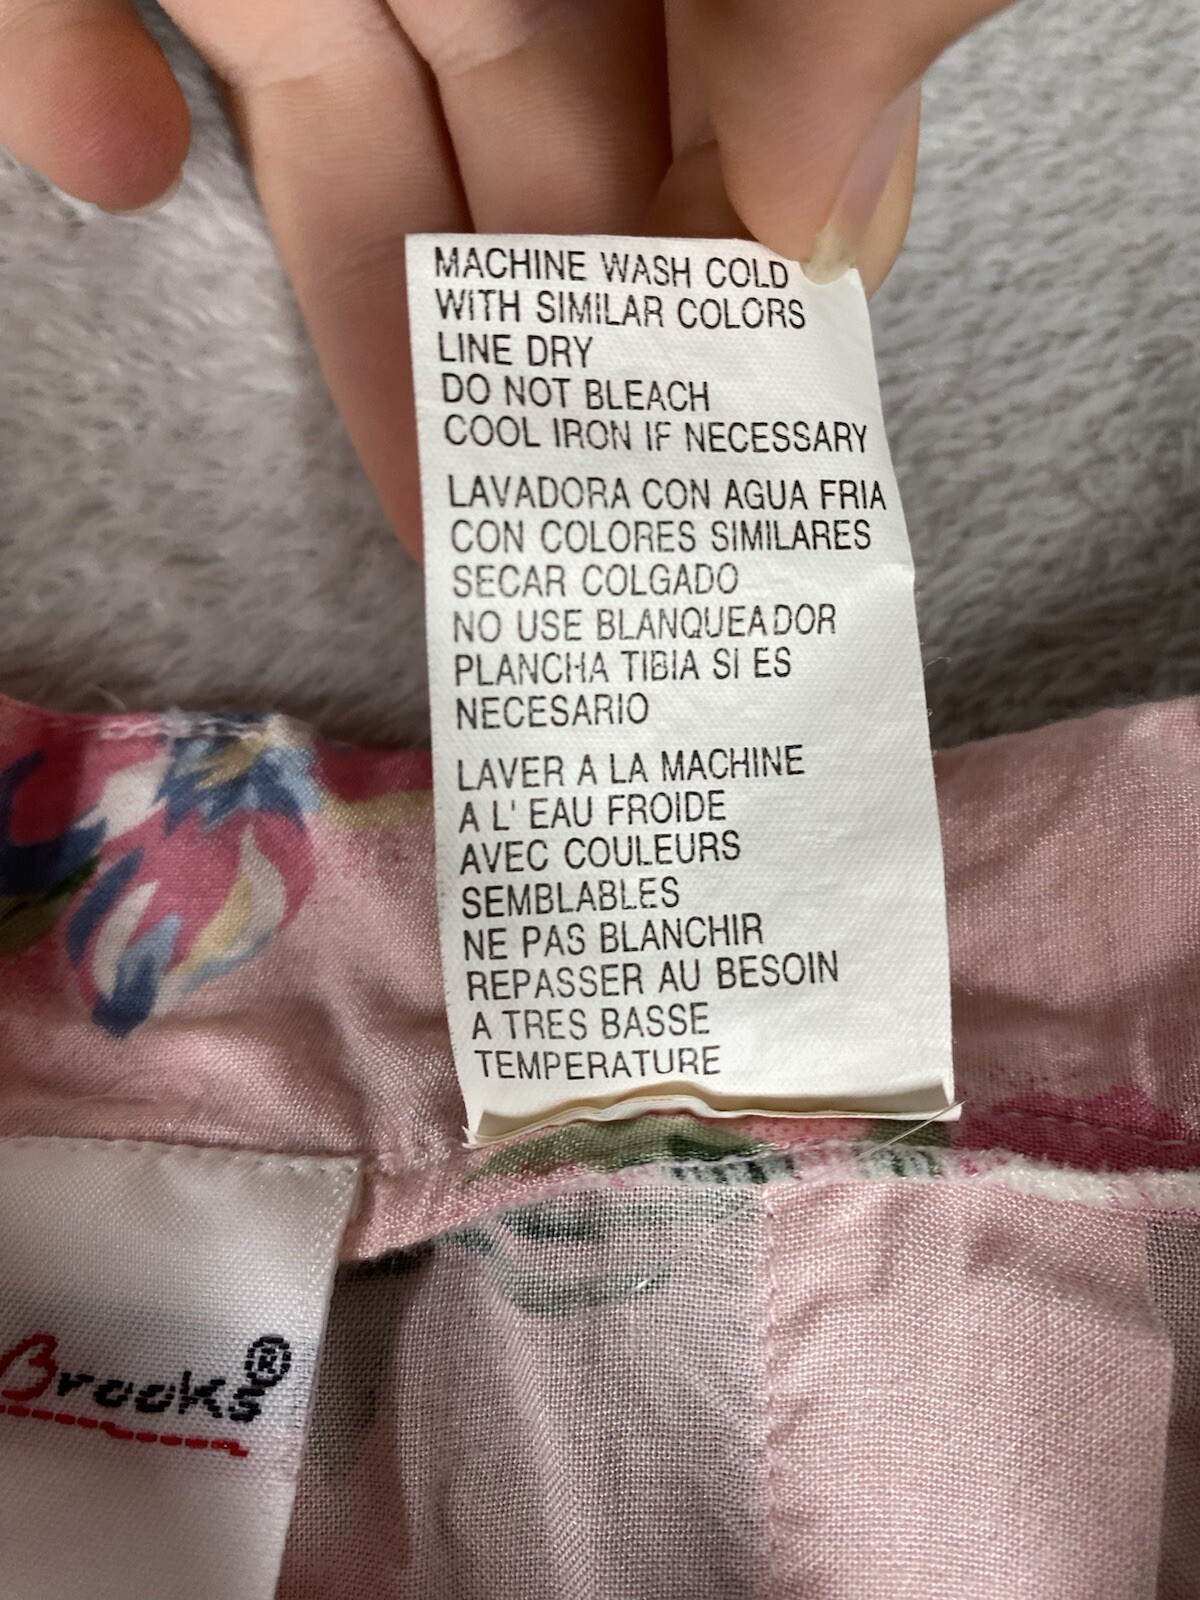 MACHINE WASH COLD
WITH SIMILAR COLORS
LINE DRY
DO NOT BLEACH
COOL IRON IF NECESSARY
LAVADORA CON AGUA FRIA
CON COLORES SIMILARES
SECAR COLGADO
NO USE BLANQUEADOR
PLANCHA TIBIA SI ES
NECESARIO
LAVER A LA MACHINE
A L' EAU FROIDE
AVEC COULEURS
SEMBLABLES
NE PAS BLANCHIR
REPASSER AU BESOIN
A TRES BASSE
TEMPERATURE
Brooks®